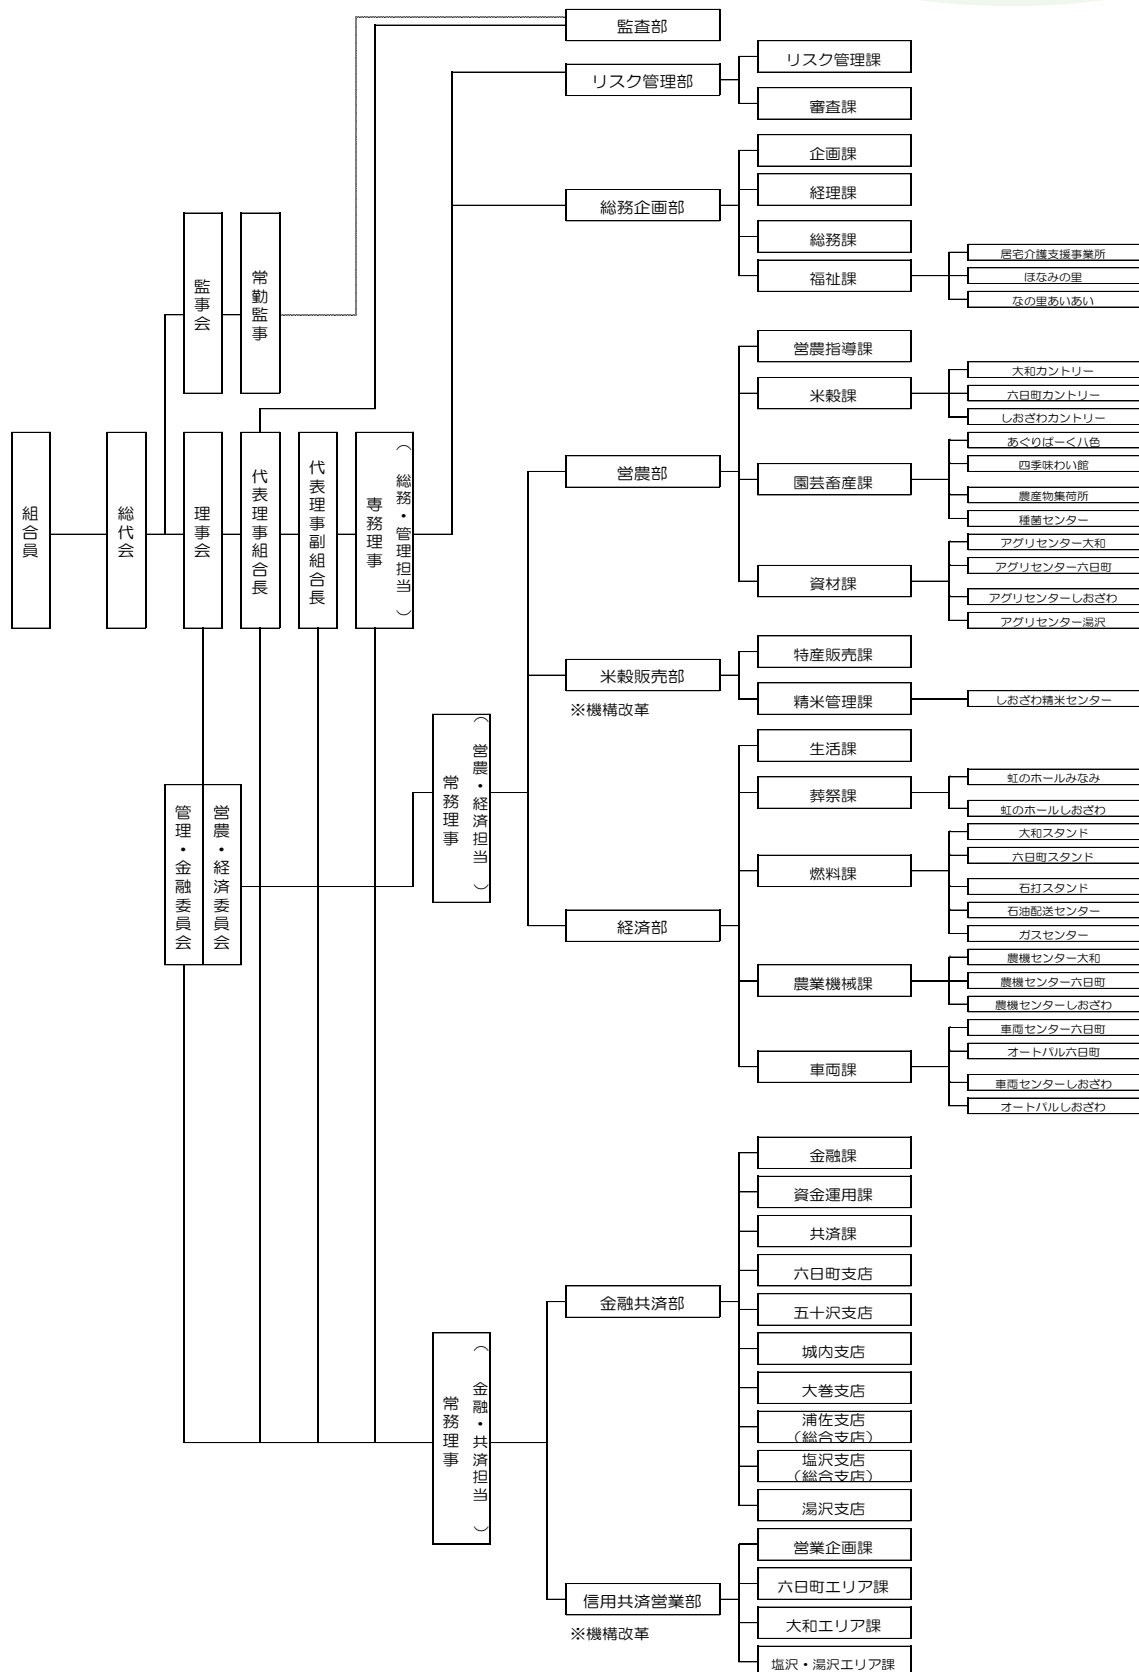 監査部
リスク管理部
リスク管理課
審査課
総務企画部
企画課
経理課
総務課
福祉課
居宅介護支援事業所
ほなみの里
なの里あいあい
監事会
常勤監事
組合員
総代会
理事会
代表理事組合長
代表理事副組合長
専務理事
（総務・管理担当）
営農部
営農指導課
米穀課
大和カントリー
六日町カントリー
しおざわカントリー
園芸畜産課
あぐりぱーく八色
四季味わい館
農産物集荷所
種菌センター
資材課
アグリセンター大和
アグリセンター六日町
アグリセンターしおざわ
アグリセンター湯沢
米穀販売部
※機構改革
特産販売課
精米管理課
しおざわ精米センター
常務理事
（営農・経済担当）
管理・金融委員会
営農・経済委員会
経済部
生活課
葬祭課
虹のホールみなみ
虹のホールしおざわ
燃料課
大和スタンド
六日町スタンド
石打スタンド
石油配送センター
ガスセンター
農業機械課
農機センター大和
農機センター六日町
農機センターしおざわ
車両課
車両センター六日町
オートパル六日町
車両センターしおざわ
オートパルしおざわ
常務理事
（金融・共済担当）
金融共済部
金融課
資金運用課
共済課
六日町支店
五十沢支店
城内支店
大巻支店
浦佐支店
（総合支店）
塩沢支店
（総合支店）
湯沢支店
信用共済営業部
※機構改革
営業企画課
六日町エリア課
大和エリア課
塩沢・湯沢エリア課